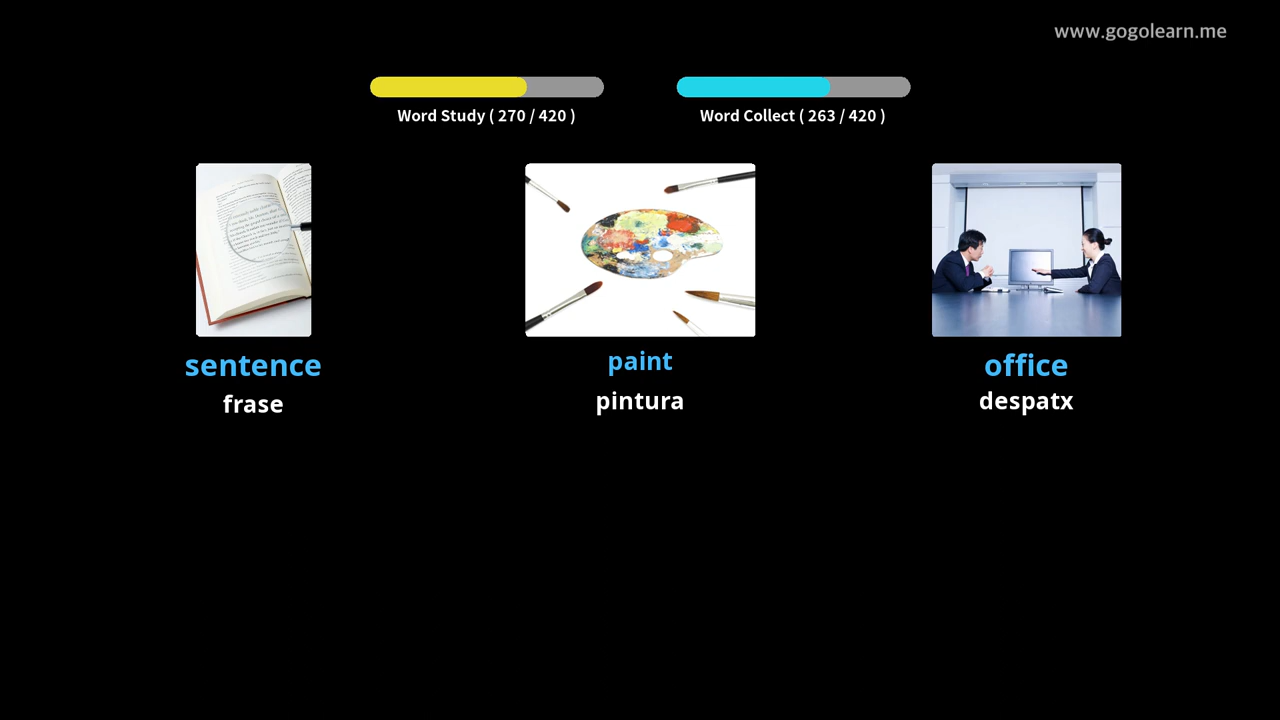 www.gogolearn.me
Word Study ( 270 / 420 )
Word Collect ( 263 / 420 )
sentence
frase
paint
pintura
office
despatx